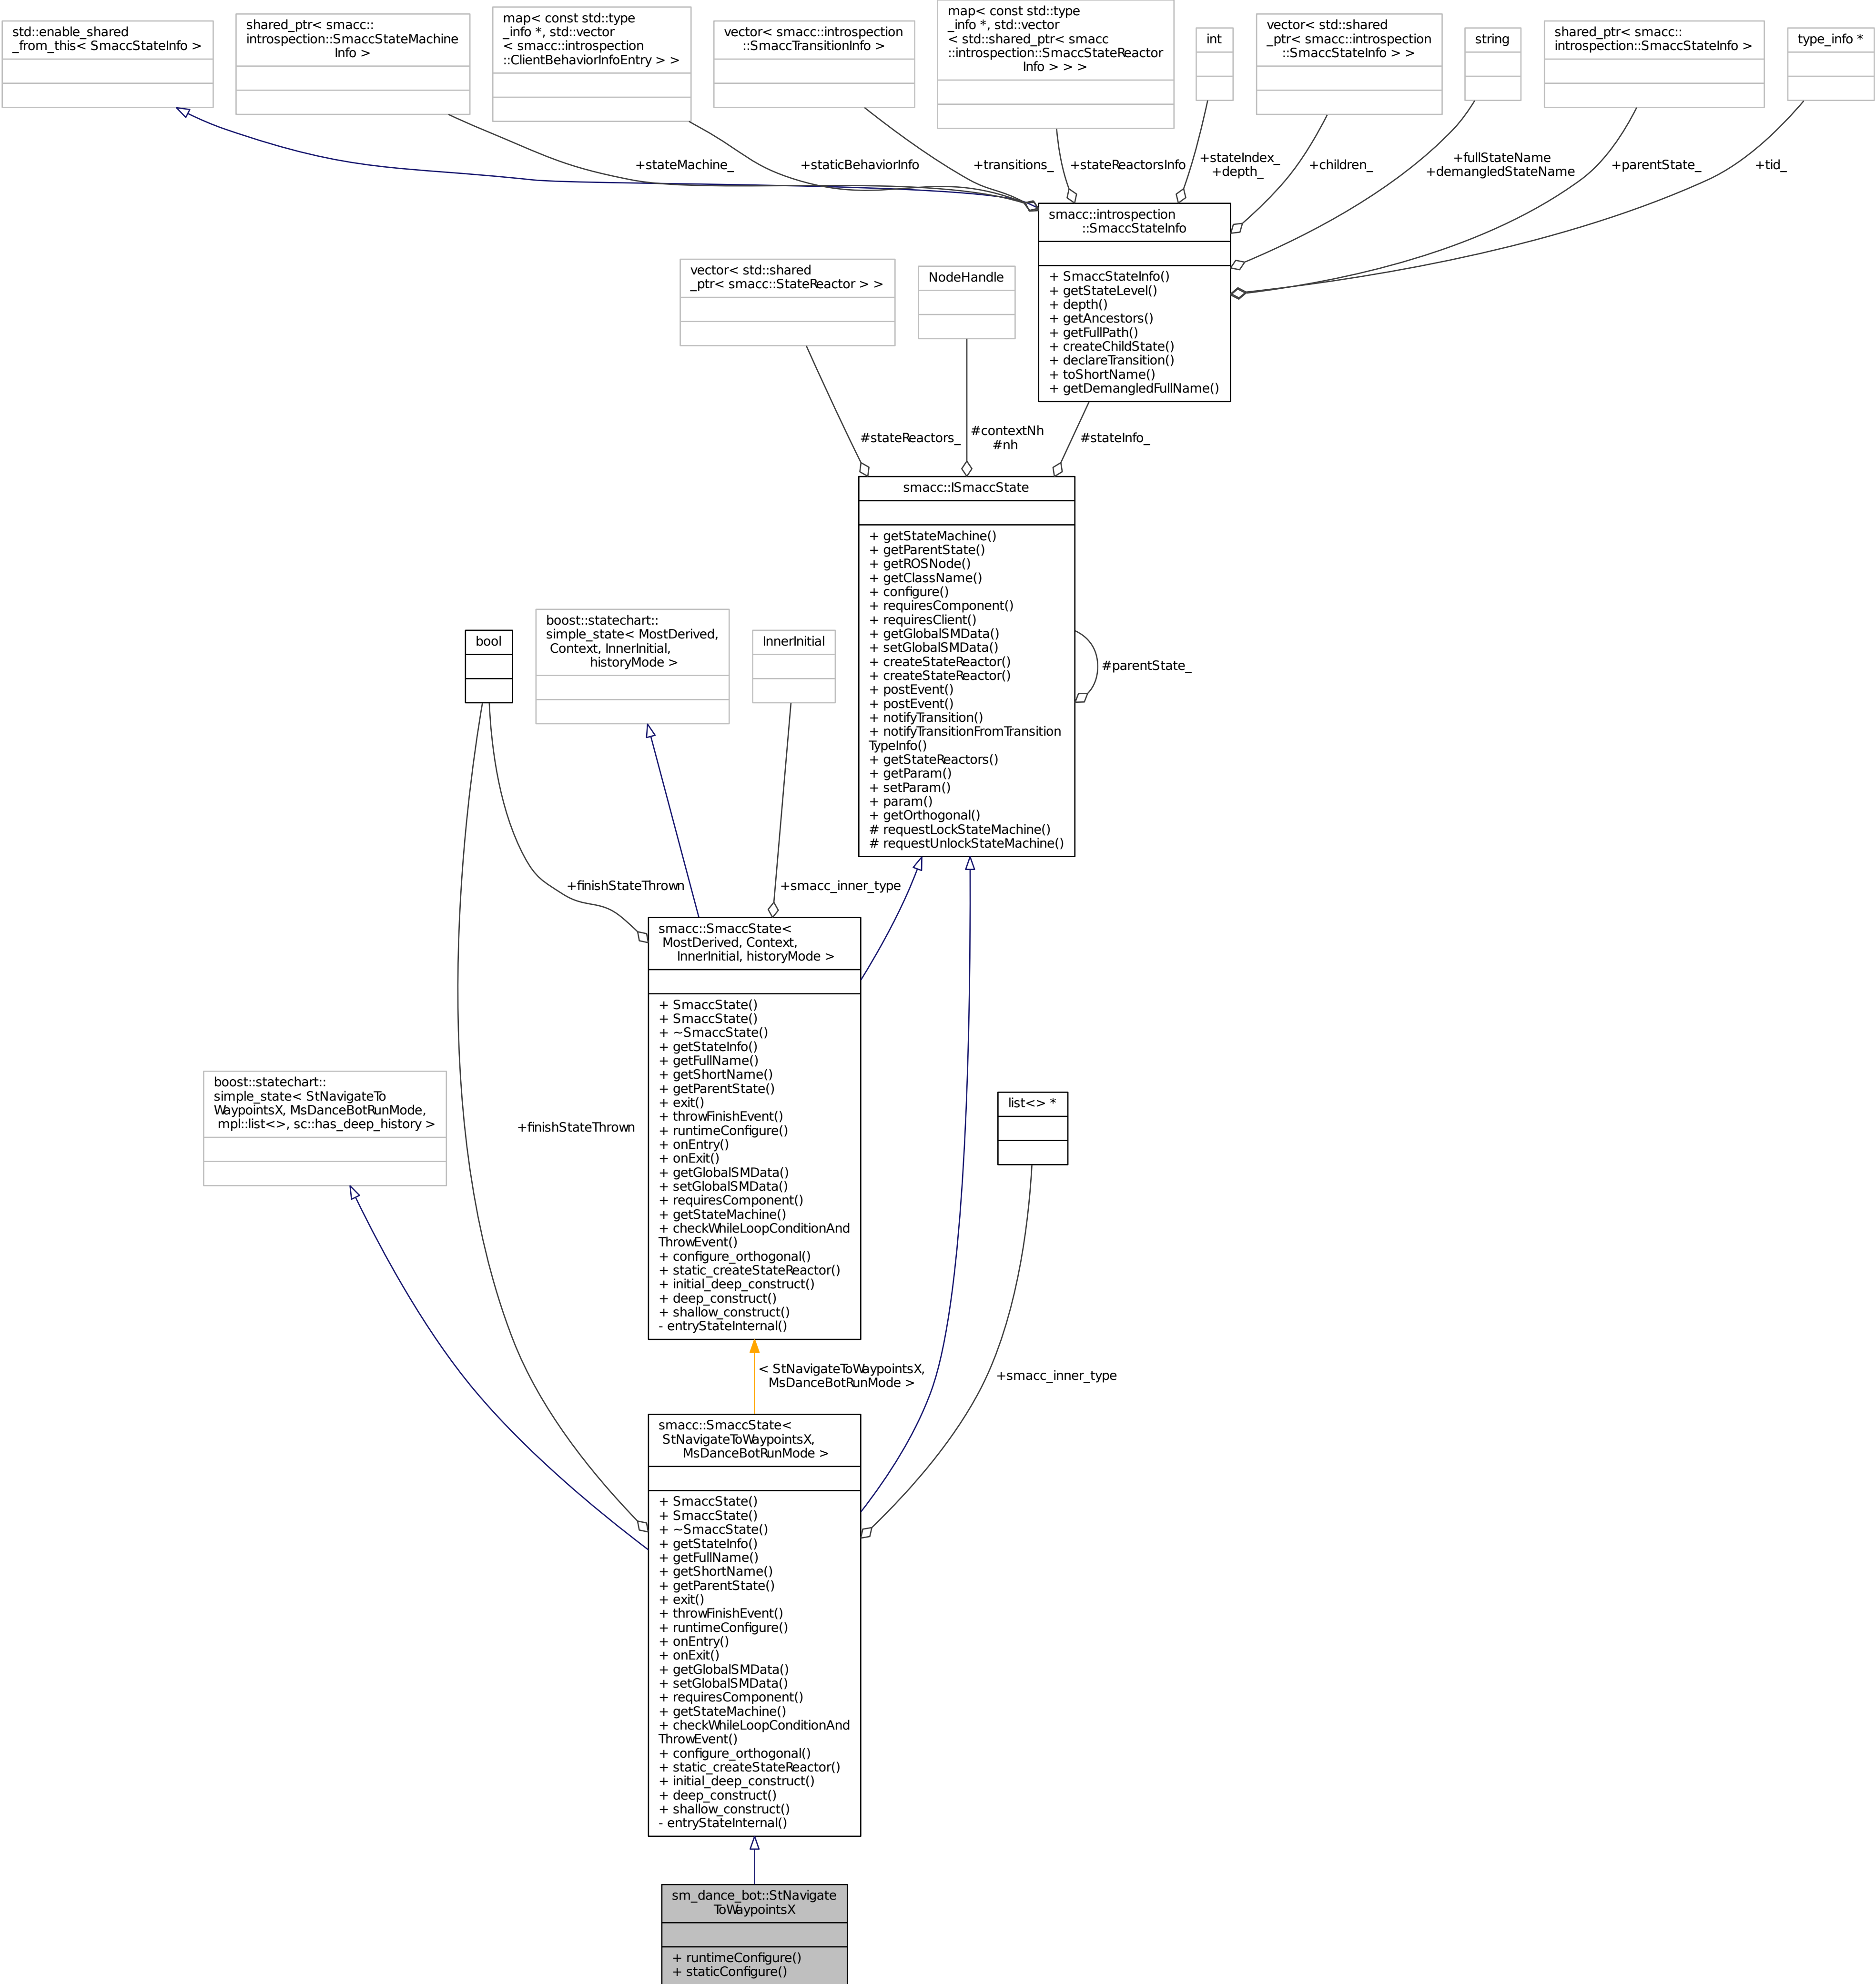 std::enable_shared
_from_this< SmaccStateInfo >
shared_ptr< smacc::
introspection::SmaccStateMachine
Info >
map< const std::type
_info *, std::vector
< smacc::introspection
::ClientBehaviorInfoEntry > >
vector< smacc::introspection
::SmaccTransitionInfo >
map< const std::type
_info *, std::vector
< std::shared_ptr< smacc
::introspection::SmaccStateReactor
Info > > >
int
vector< std::shared
_ptr< smacc::introspection
::SmaccStateInfo > >
string
shared_ptr< smacc::
introspection::SmaccStateInfo >
type_info *
+stateMachine_
+staticBehaviorInfo
+transitions_
+stateReactorsInfo
+stateIndex_
+depth_
+children_
+fullStateName
+demangledStateName
+parentState_
+tid_
smacc::introspection
::SmaccStateInfo
+ SmaccStateInfo()
+ getStateLevel()
+ depth()
+ getAncestors()
+ getFullPath()
+ createChildState()
+ declareTransition()
+ toShortName()
+ getDemangledFullName()
vector< std::shared
_ptr< smacc::StateReactor > >
NodeHandle
#stateReactors_
#contextNh
#nh
#stateInfo_
smacc::ISmaccState
+ getStateMachine()
+ getParentState()
+ getROSNode()
+ getClassName()
+ configure()
+ requiresComponent()
+ requiresClient()
+ getGlobalSMData()
+ setGlobalSMData()
+ createStateReactor()
+ createStateReactor()
+ postEvent()
+ postEvent()
+ notifyTransition()
+ notifyTransitionFromTransition
TypeInfo()
+ getStateReactors()
+ getParam()
+ setParam()
+ param()
+ getOrthogonal()
# requestLockStateMachine()
# requestUnlockStateMachine()
#parentState_
bool
boost::statechart::
simple_state< MostDerived,
Context, InnerInitial,
historyMode >
InnerInitial
+finishStateThrown
+smacc_inner_type
smacc::SmaccState<
MostDerived, Context,
InnerInitial, historyMode >
+ SmaccState()
+ SmaccState()
+ ~SmaccState()
+ getStateInfo()
+ getFullName()
+ getShortName()
+ getParentState()
+ exit()
+ throwFinishEvent()
+ runtimeConfigure()
+ onEntry()
+ onExit()
+ getGlobalSMData()
+ setGlobalSMData()
+ requiresComponent()
+ getStateMachine()
+ checkWhileLoopConditionAnd
ThrowEvent()
+ configure_orthogonal()
+ static_createStateReactor()
+ initial_deep_construct()
+ deep_construct()
+ shallow_construct()
- entryStateInternal()
boost::statechart::
simple_state< StNavigateTo
WaypointsX, MsDanceBotRunMode,
mpl::list<>, sc::has_deep_history >
+finishStateThrown
list<> *
< StNavigateToWaypointsX,
MsDanceBotRunMode >
+smacc_inner_type
smacc::SmaccState<
StNavigateToWaypointsX,
MsDanceBotRunMode >
+ SmaccState()
+ SmaccState()
+ ~SmaccState()
+ getStateInfo()
+ getFullName()
+ getShortName()
+ getParentState()
+ exit()
+ throwFinishEvent()
+ runtimeConfigure()
+ onEntry()
+ onExit()
+ getGlobalSMData()
+ setGlobalSMData()
+ requiresComponent()
+ getStateMachine()
+ checkWhileLoopConditionAnd
ThrowEvent()
+ configure_orthogonal()
+ static_createStateReactor()
+ initial_deep_construct()
+ deep_construct()
+ shallow_construct()
- entryStateInternal()
sm_dance_bot::StNavigate
ToWaypointsX
+ runtimeConfigure()
+ staticConfigure()